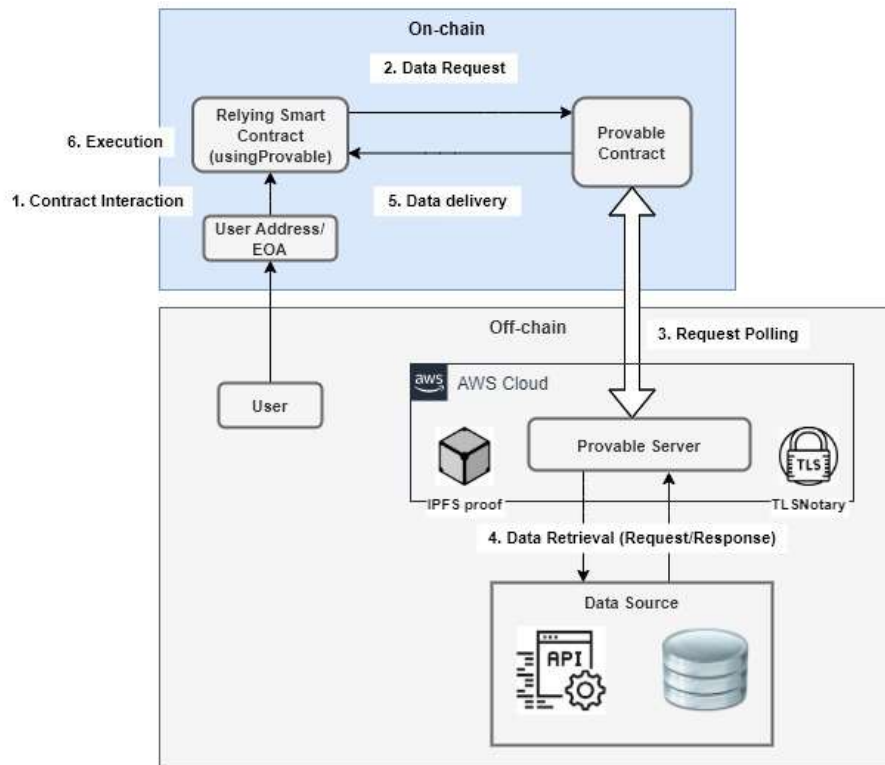 On-chain
2. Data Request
Relying Smart
Contract
(usingProvable)
Provable
Contract
6. Execution
1. Contract Interaction
5. Data delivery
User Address/
EOA
Off-chain
3. Request Polling
aws
AWS Cloud
User
Provable Server
TLS
IPFS proof
TLSNotary
4. Data Retrieval (Request/Response)
Data Source
API